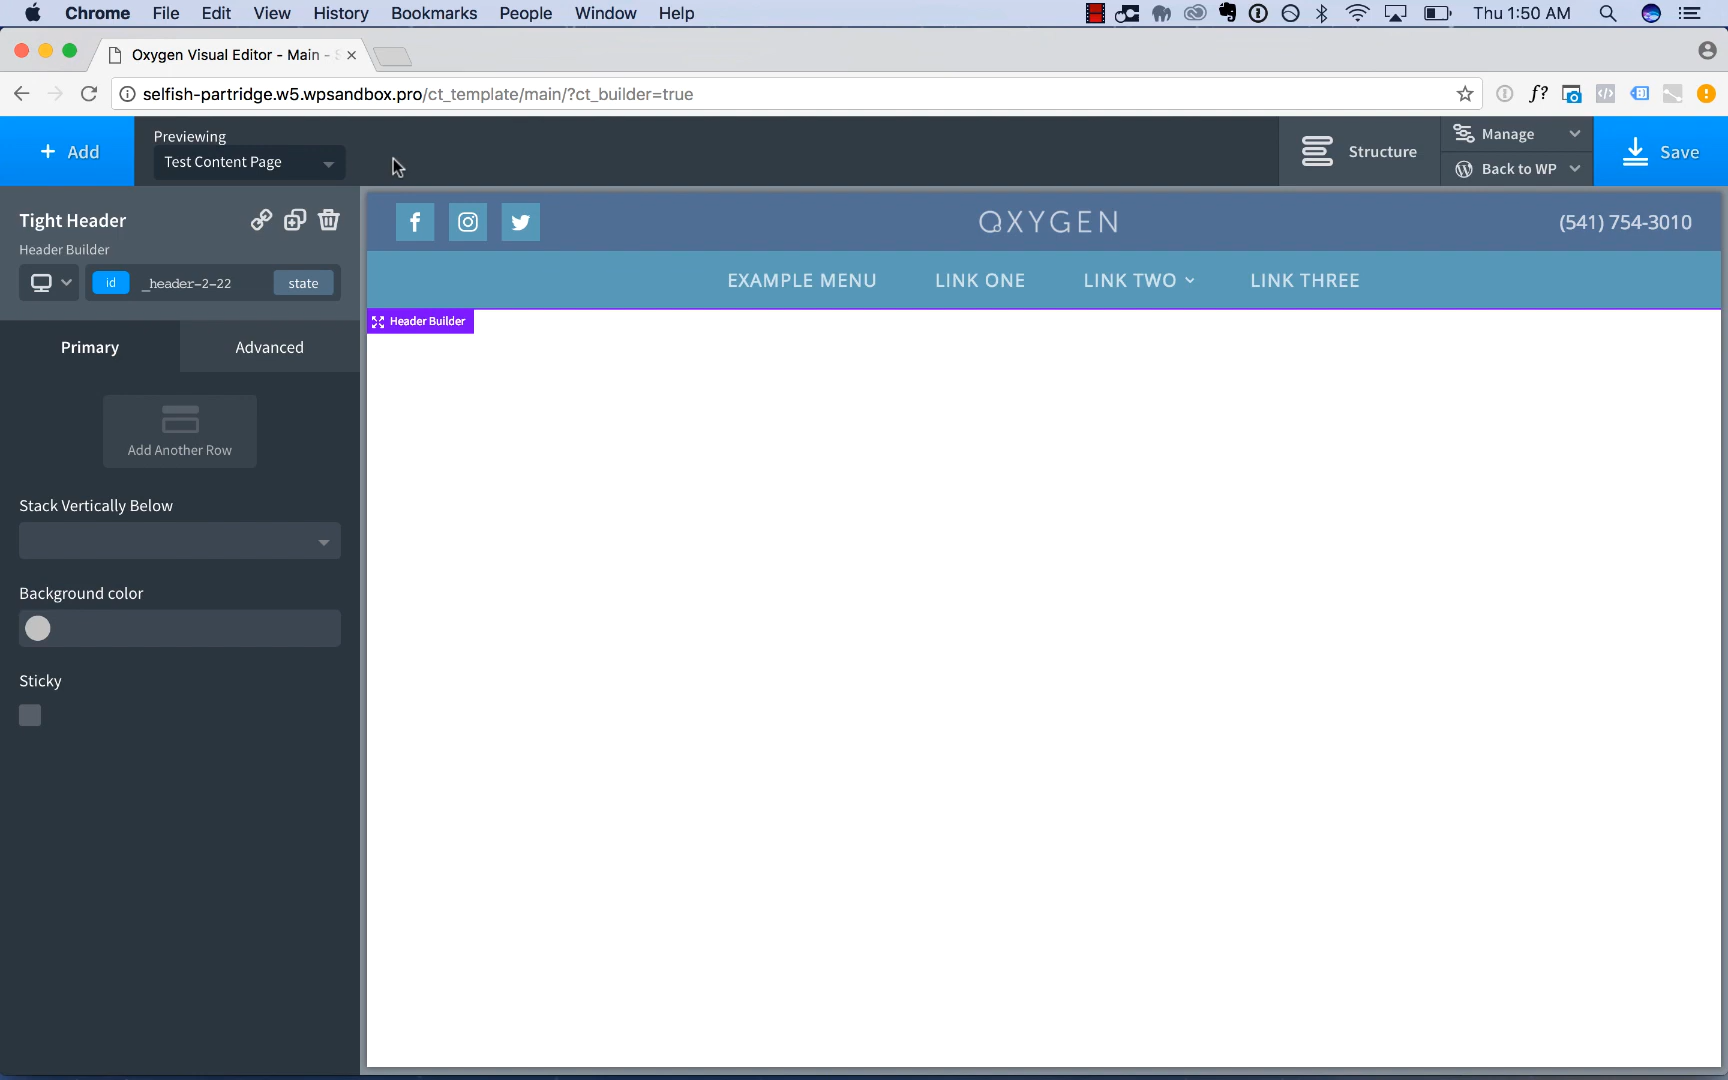 Chrome File Edit View History Bookmarks People Window Help Thu 1:50 AM
Oxygen Visual Editor - Main -
selfish-partridge.w5.wpsandbox.pro/ct_template/main/?ct_builder=true
f?
+ Add
Previewing
Test Content Page
Structure
Manage
Back to WP
Save
Tight Header
Header Builder
id _header-2-22 state
Primary Advanced
Add Another Row
Stack Vertically Below
Background color
Sticky
OXYGEN
(541) 754-3010
EXAMPLE MENU LINK ONE LINK TWO LINK THREE
Header Builder